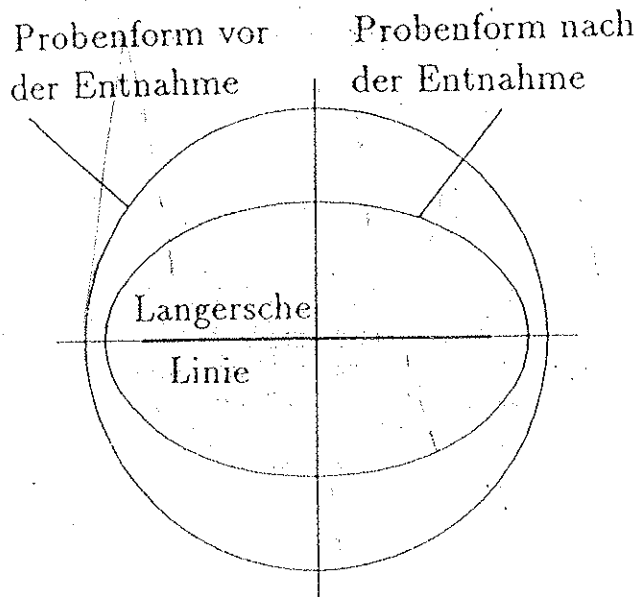 Probenform vor
der Entnahme
Probenform nach
der Entnahme
Langersche
Linie